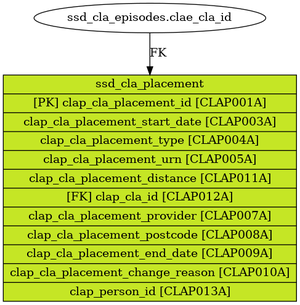 ssd_cla_episodes.clae_cla_id
FK
ssd_cla_placement
[PK] clap_cla_placement_id [CLAP001A]
clap_cla_placement_start_date [CLAP003A]
clap_cla_placement_type [CLAP004A]
clap_cla_placement_urn [CLAP005A]
clap_cla_placement_distance [CLAP011A]
[FK] clap_cla_id [CLAP012A]
clap_cla_placement_provider [CLAP007A]
clap_cla_placement_postcode [CLAP008A]
clap_cla_placement_end_date [CLAP009A]
clap_cla_placement_change_reason [CLAP010A]
clap_person_id [CLAP013A]